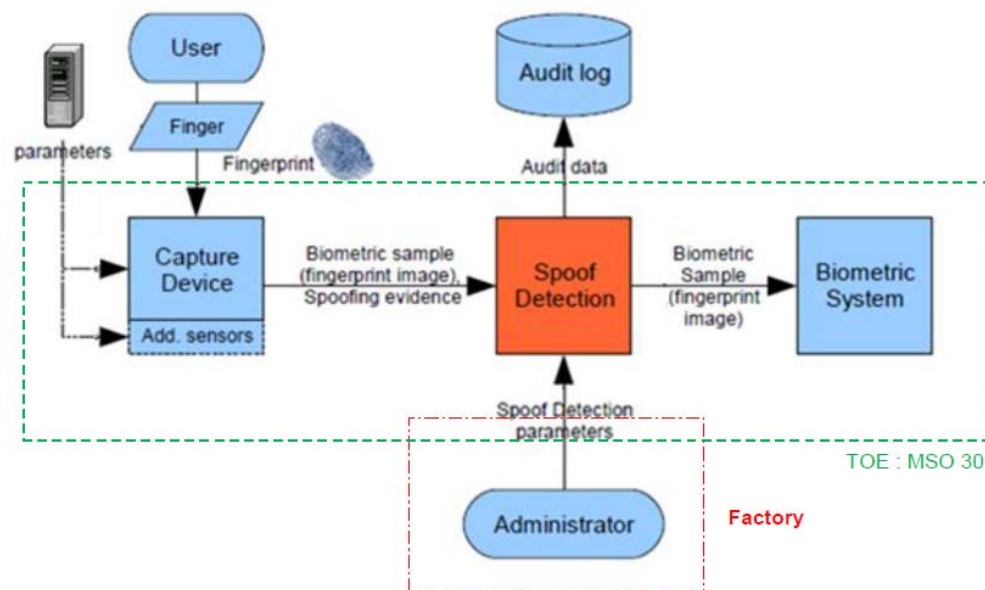 User
Audit log
Finger
parameters
Fingerprint
Audit data
Capture
Device
Biometric sample
(fingerprint image),
Spoofing evidence
Spoof
Detection
Biometric
Sample
(fingerprint
image)
Biometric
System
Add. sensors
Spoof Detection
parameters
TOE : MSO 30
Administrator
Factory